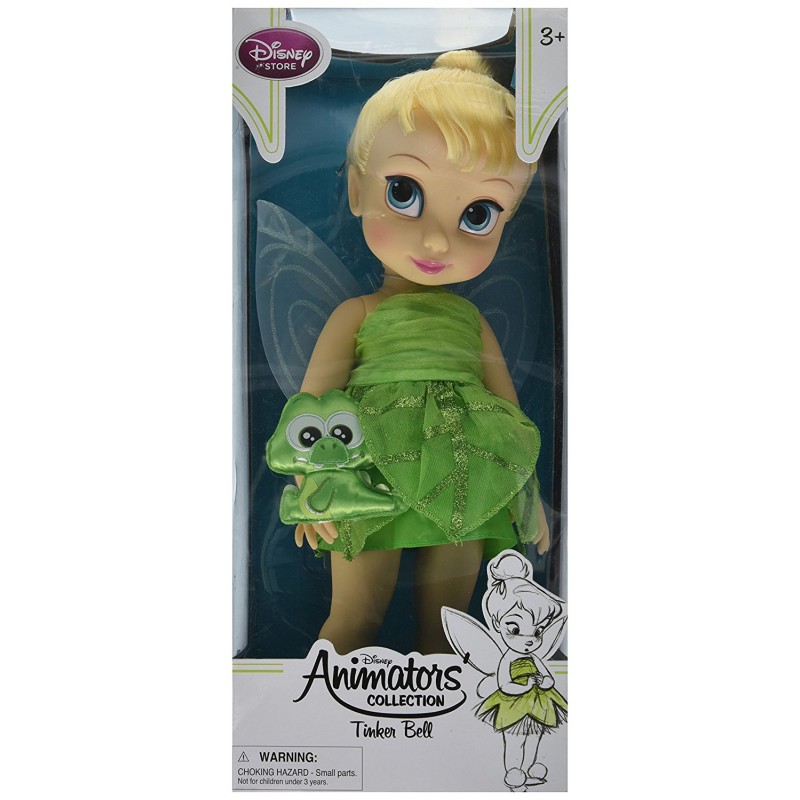 Disney
STORE
3+
Disney
Animators
COLLECTION
Tinker Bell
⚠ WARNING:
CHOKING HAZARD - Small parts.
Not for children under 3 years.